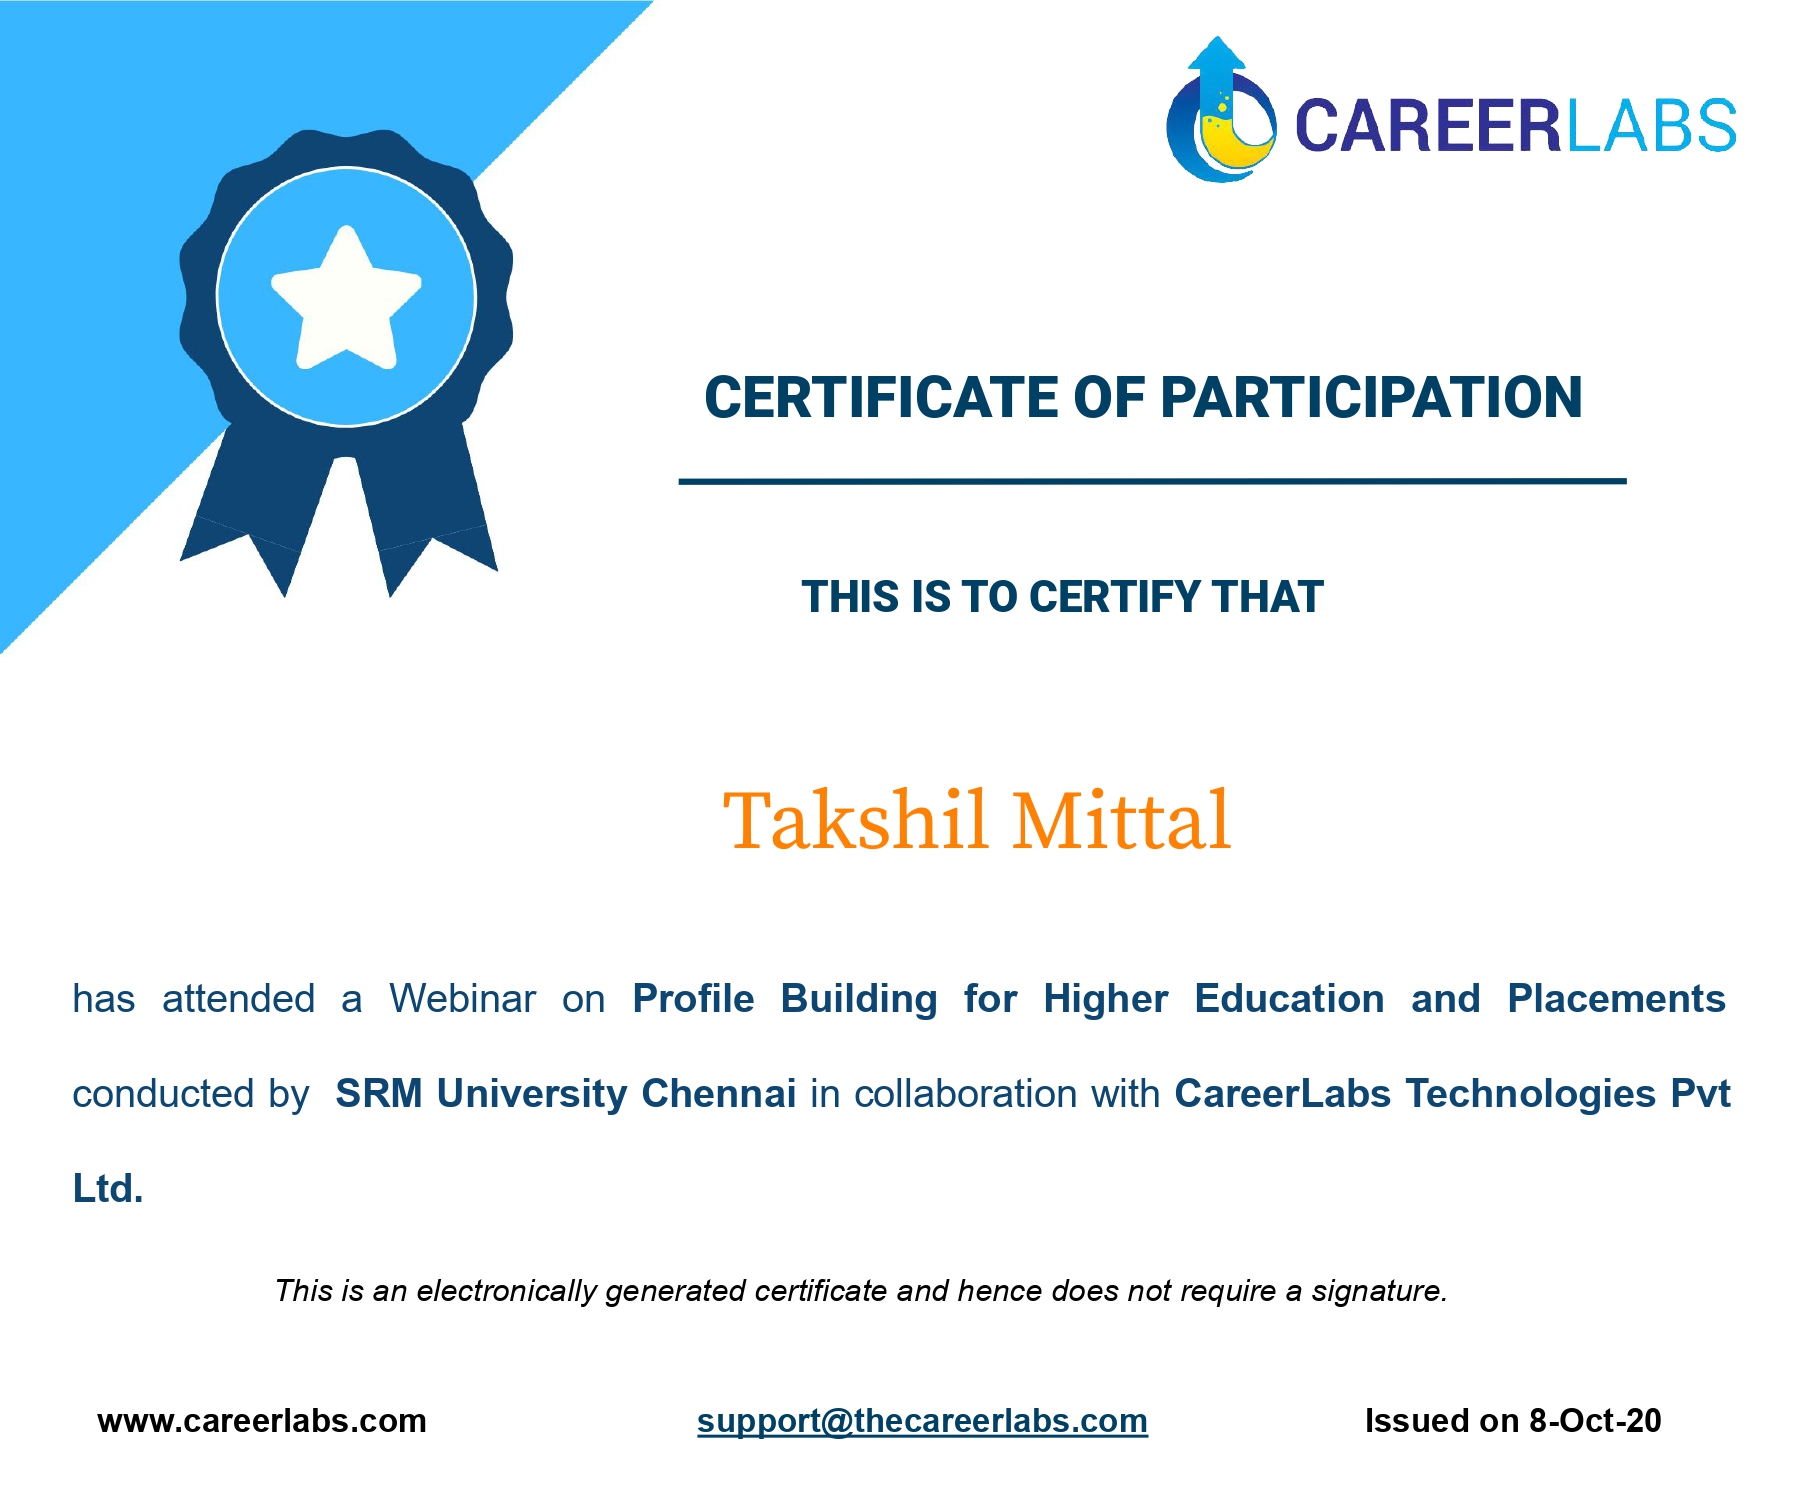 CAREERLABS
CERTIFICATE OF PARTICIPATION
THIS IS TO CERTIFY THAT
Takshil Mittal
has attended a Webinar on Profile Building for Higher Education and Placements
conducted by SRM University Chennai in collaboration with CareerLabs Technologies Pvt
Ltd.
This is an electronically generated certificate and hence does not require a signature.
www.careerlabs.com support@thecareerlabs.com Issued on 8-Oct-20